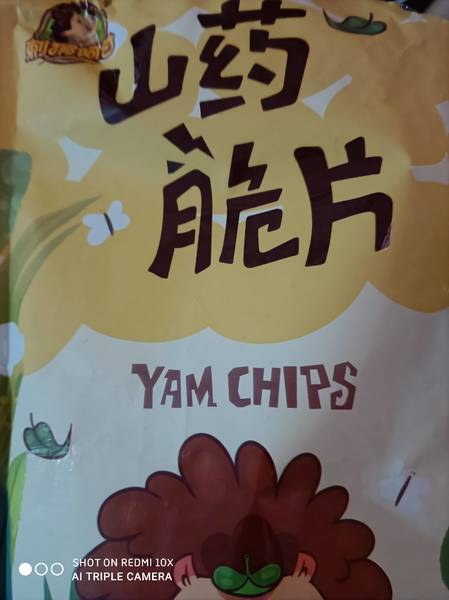 山药
脆片
YAM CHIPS
SHOT ON REDMI 10X
AI TRIPLE CAMERA